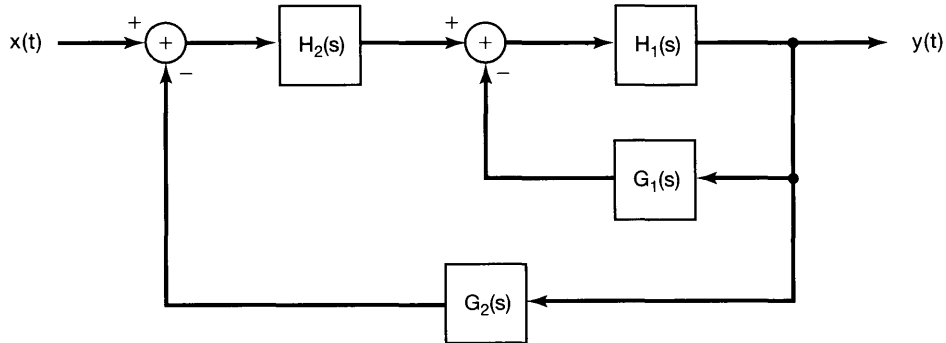 x(t)
+
+
−
H₂(s)
+
+
−
H₁(s)
y(t)
G₁(s)
G₂(s)